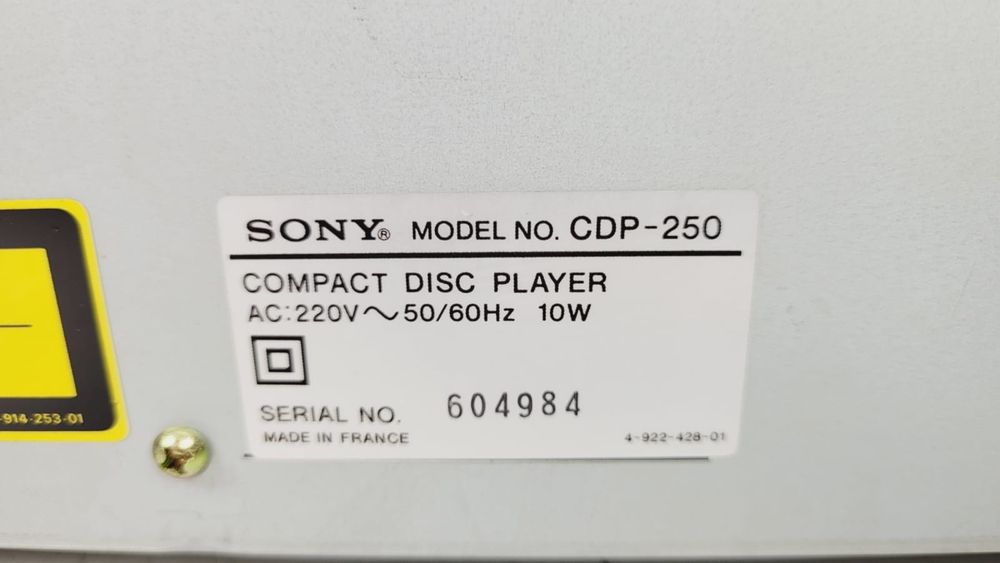 SONY® MODEL NO. CDP-250
COMPACT DISC PLAYER
AC:220V～50/60Hz 10W
SERIAL NO. 604984
MADE IN FRANCE 4-922-428-01
-914-253-01